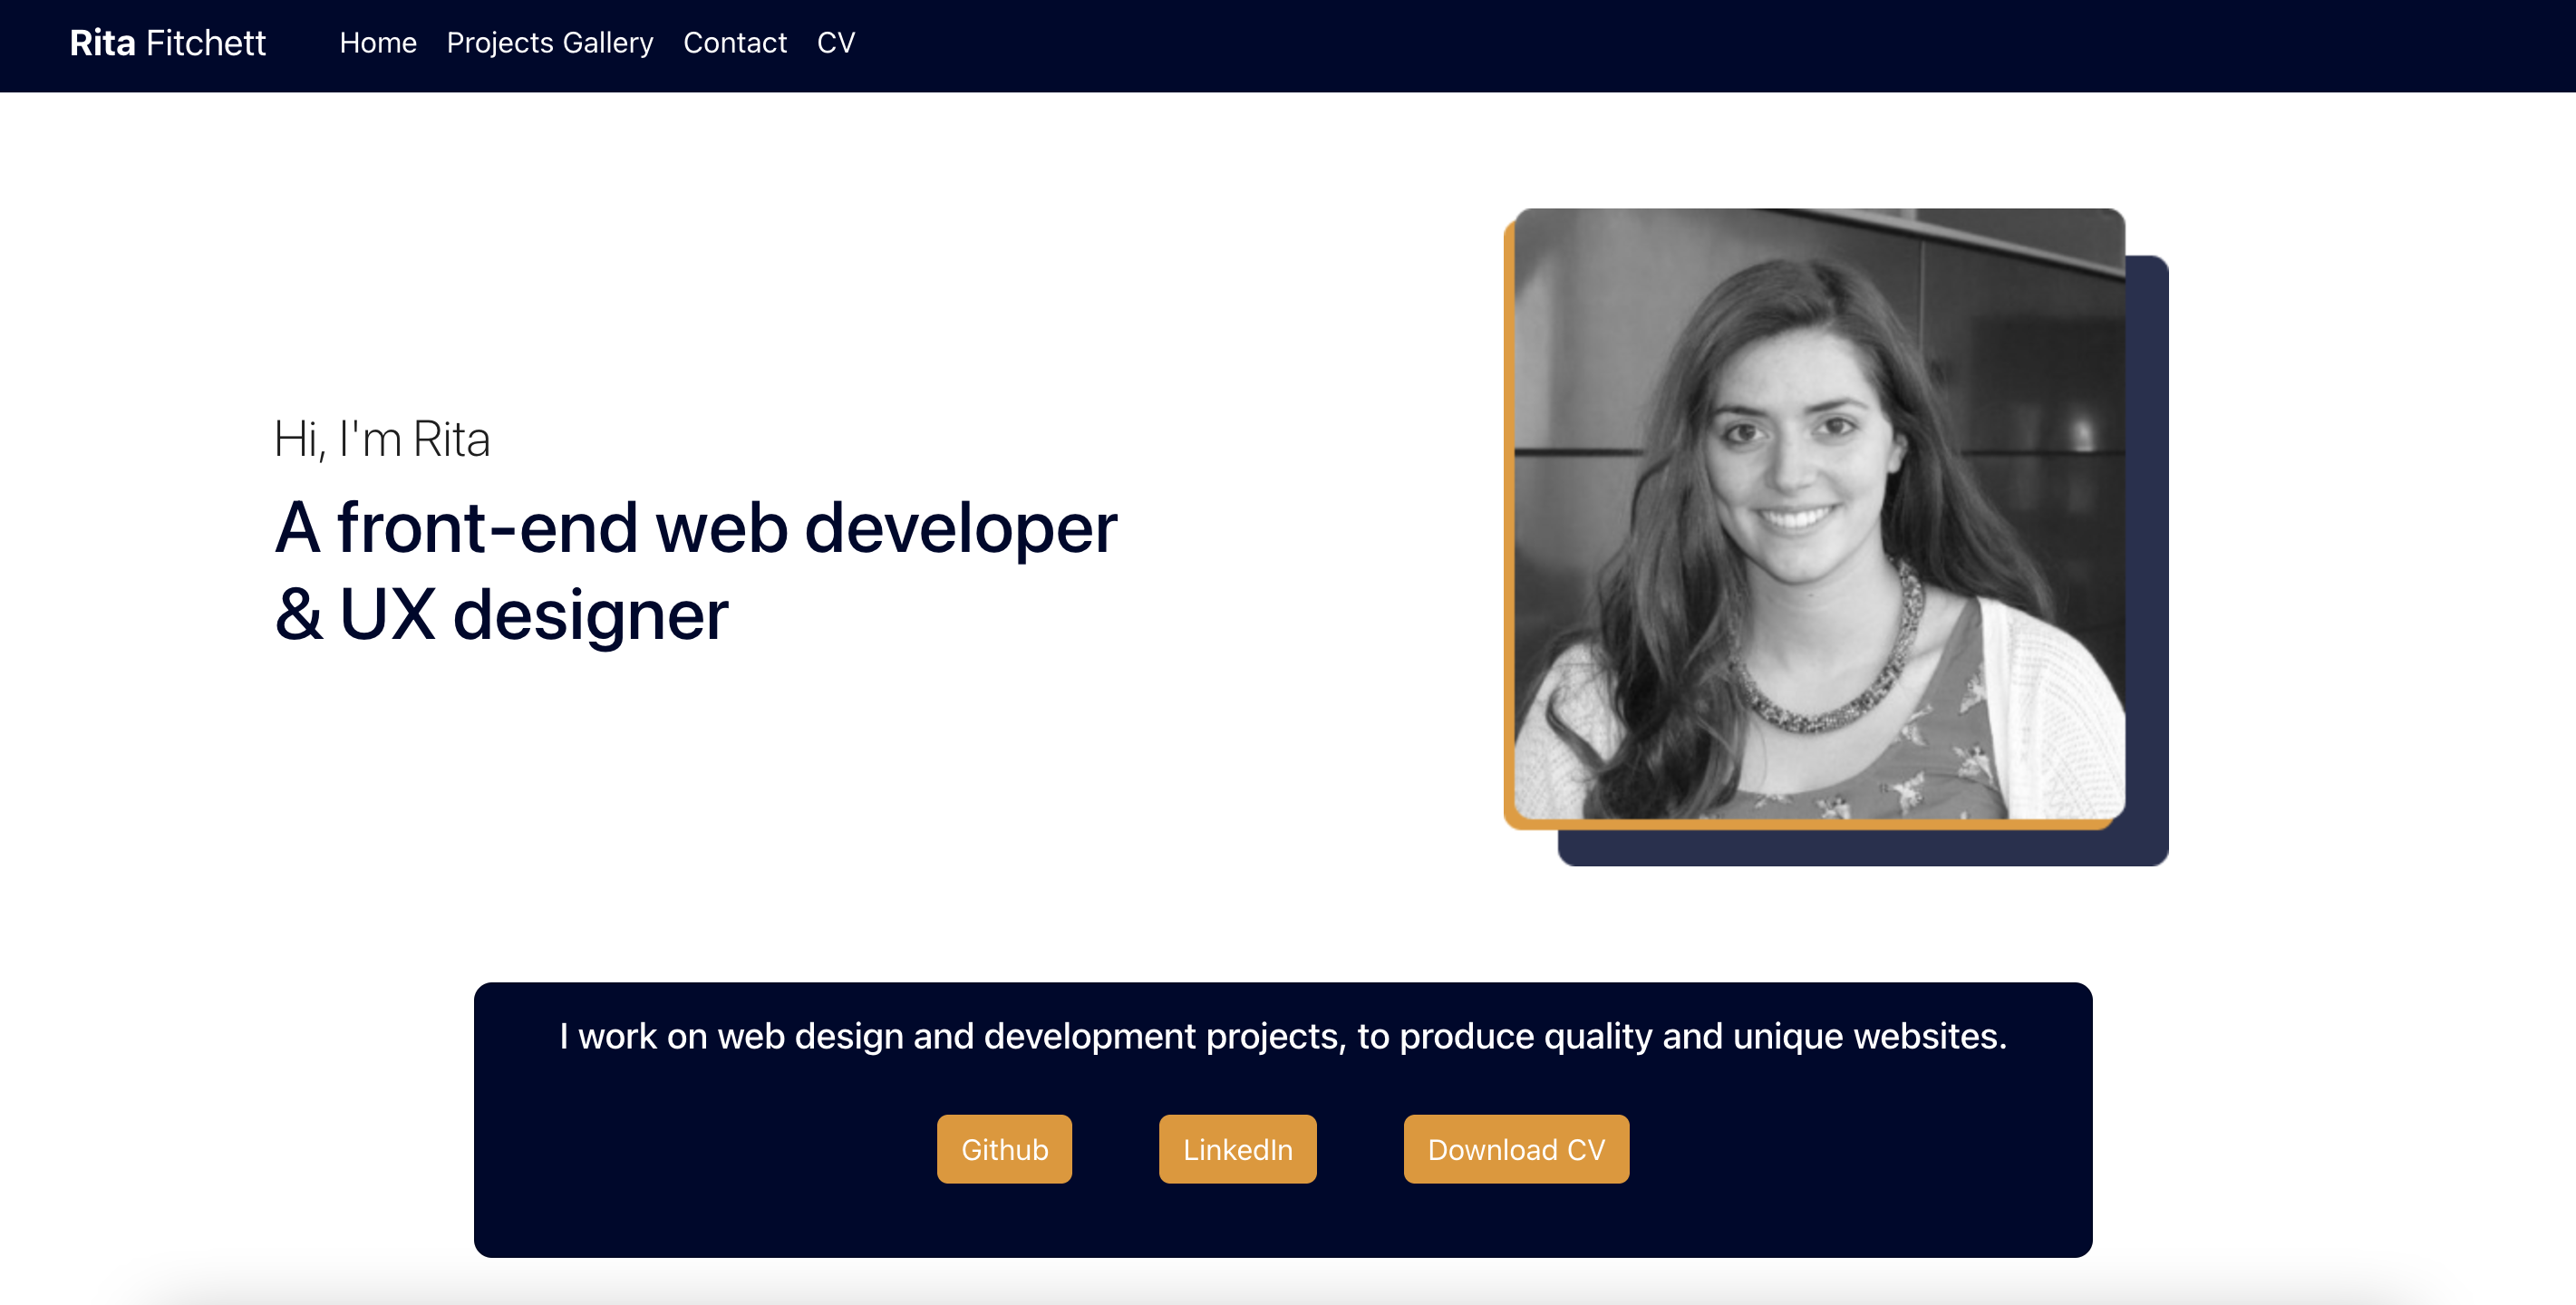 Rita Fitchett Home Projects Gallery Contact CV
Hi, I'm Rita
A front-end web developer
& UX designer
I work on web design and development projects, to produce quality and unique websites.
Github LinkedIn Download CV